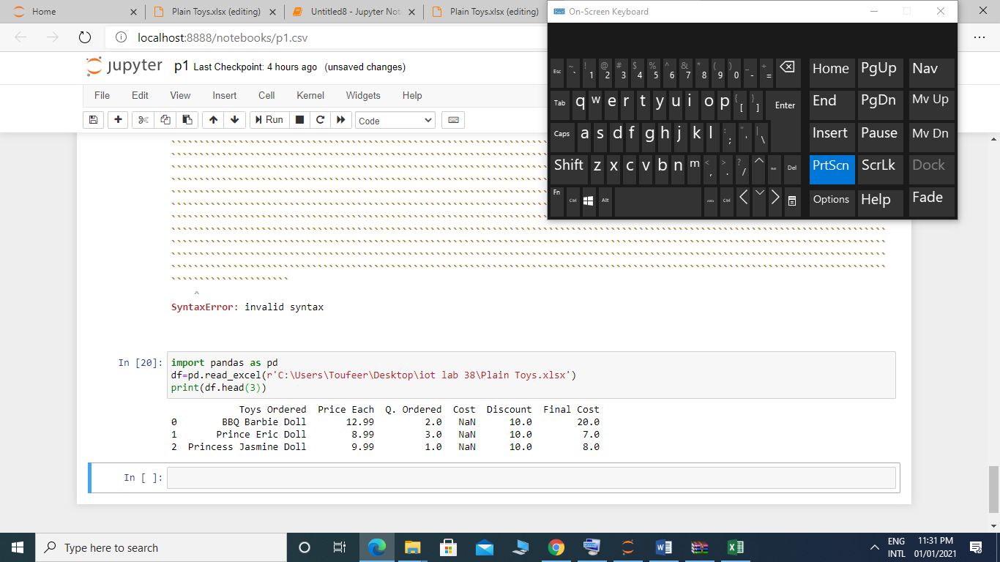 Home
Plain Toys.xlsx (editing)
Untitled8 - Jupyter Not
Plain Toys.xlsx (editing)
On-Screen Keyboard
localhost:8888/notebooks/p1.csv
jupyter p1 Last Checkpoint: 4 hours ago (unsaved changes)
File Edit View Insert Cell Kernel Widgets Help
Run Code
Esc ~ ` ! 1 @ 2 # 3 $ 4 % 5 ^ 6 & 7 * 8 ( 9 ) 0 _ - + = Home PgUp Nav
Tab q w e r t y u i o p { [ } ] Enter End PgDn Mv Up
Caps a s d f g h j k l : ; " ' | \ Insert Pause Mv Dn
Shift z x c v b n m < , > . ? / Del PrtScn ScrLk Dock
Fn Ctrl Alt Ctrl Options Help Fade
^
SyntaxError: invalid syntax
In [20]: import pandas as pd
df=pd.read_excel(r'C:\Users\Toufeer\Desktop\iot lab 38\Plain Toys.xlsx')
print(df.head(3))
Toys Ordered Price Each Q. Ordered Cost Discount Final Cost
0 BBQ Barbie Doll 12.99 2.0 NaN 10.0 20.0
1 Prince Eric Doll 8.99 3.0 NaN 10.0 7.0
2 Princess Jasmine Doll 9.99 1.0 NaN 10.0 8.0
In [ ]:
Type here to search
ENG 11:31 PM
INTL 01/01/2021